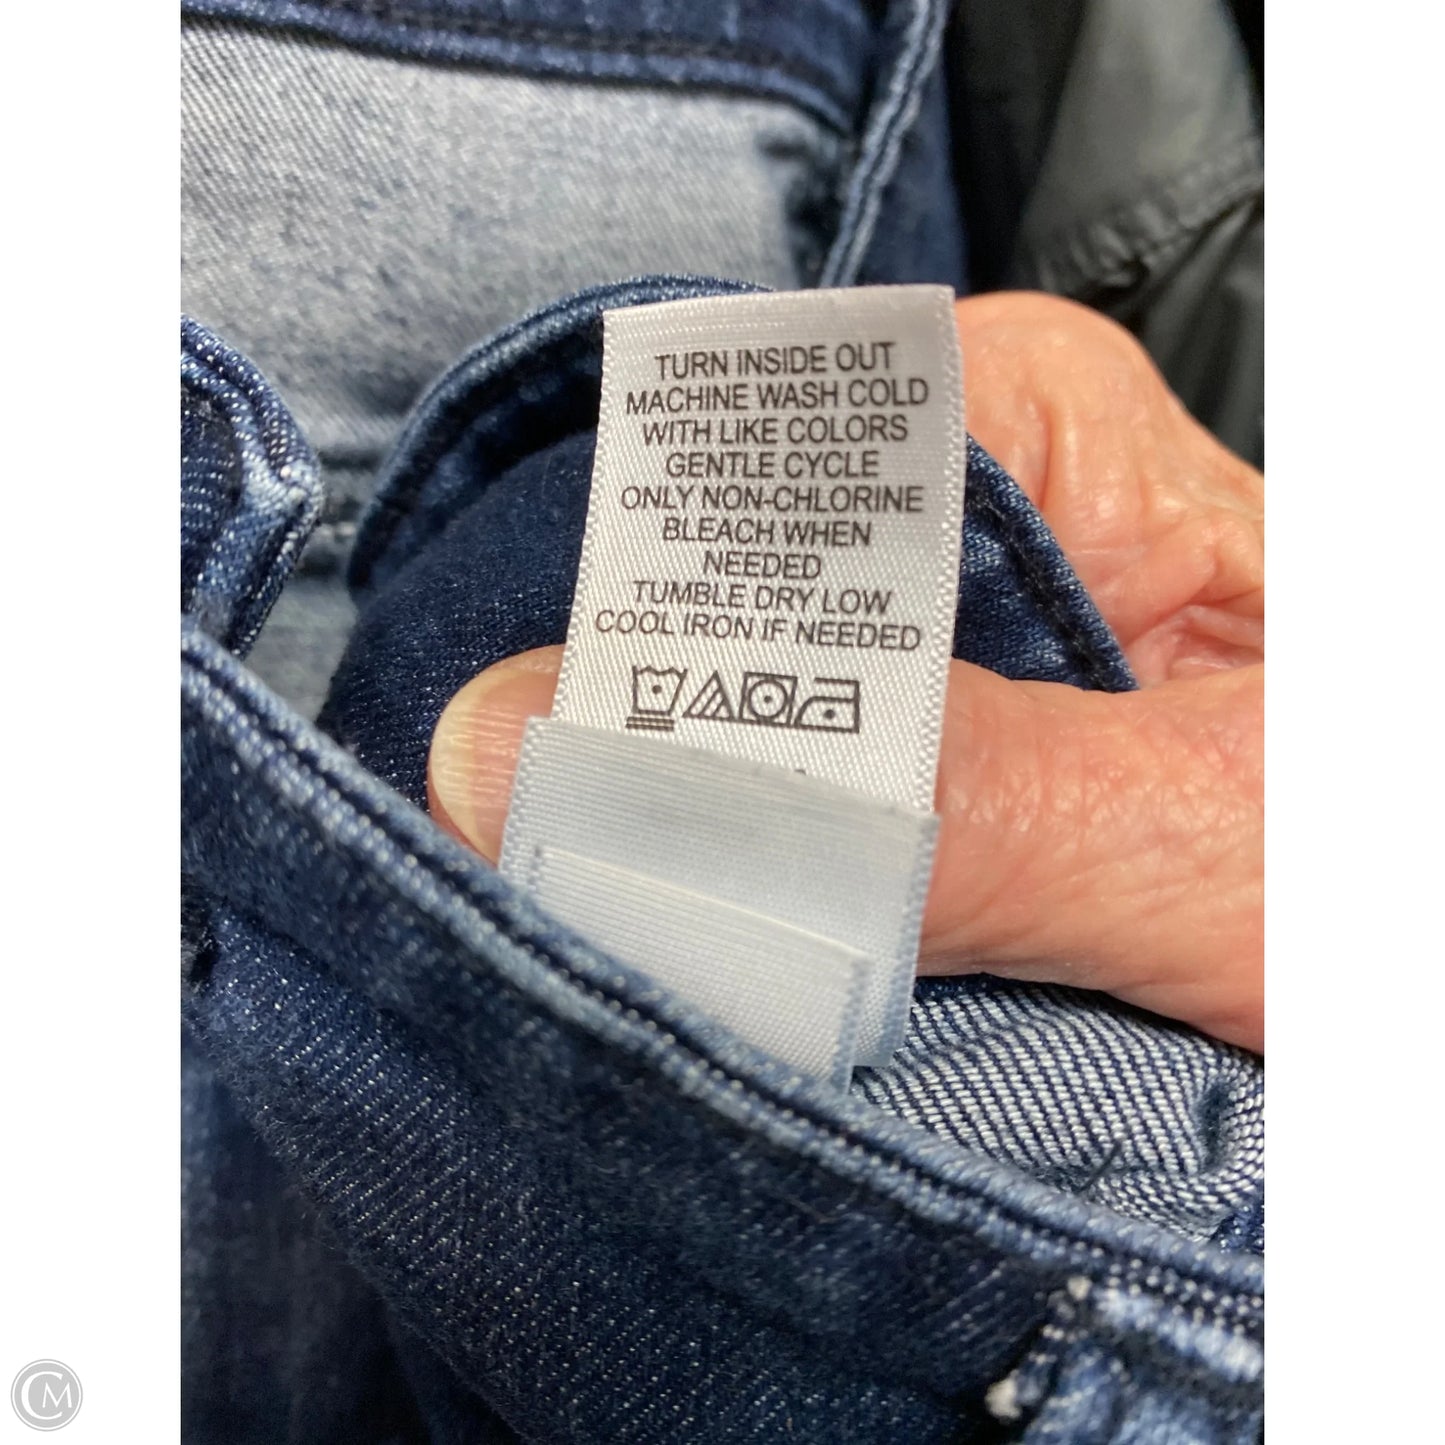 TURN INSIDE OUT
MACHINE WASH COLD
WITH LIKE COLORS
GENTLE CYCLE
ONLY NON-CHLORINE
BLEACH WHEN
NEEDED
TUMBLE DRY LOW
COOL IRON IF NEEDED
CM